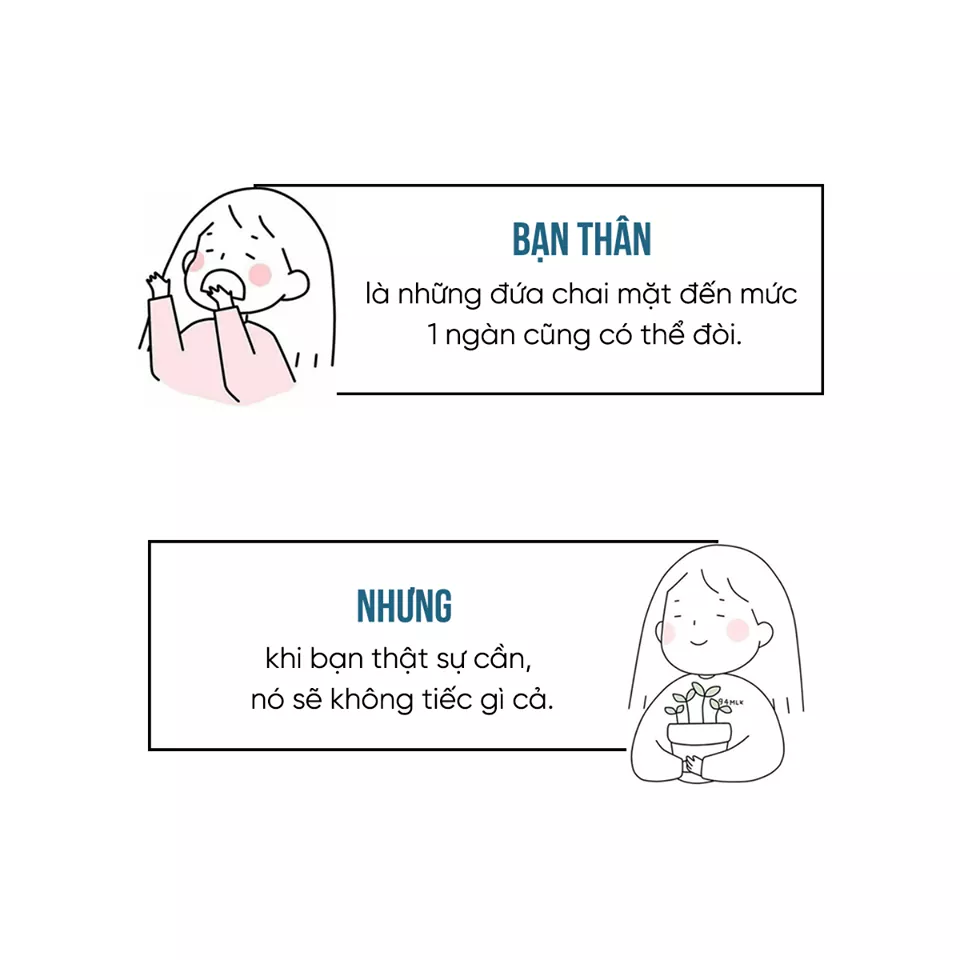 BẠN THÂN
là những đứa chai mặt đến mức
1 ngàn cũng có thể đòi.
NHƯNG
khi bạn thật sự cần,
nó sẽ không tiếc gì cả.
94MLK